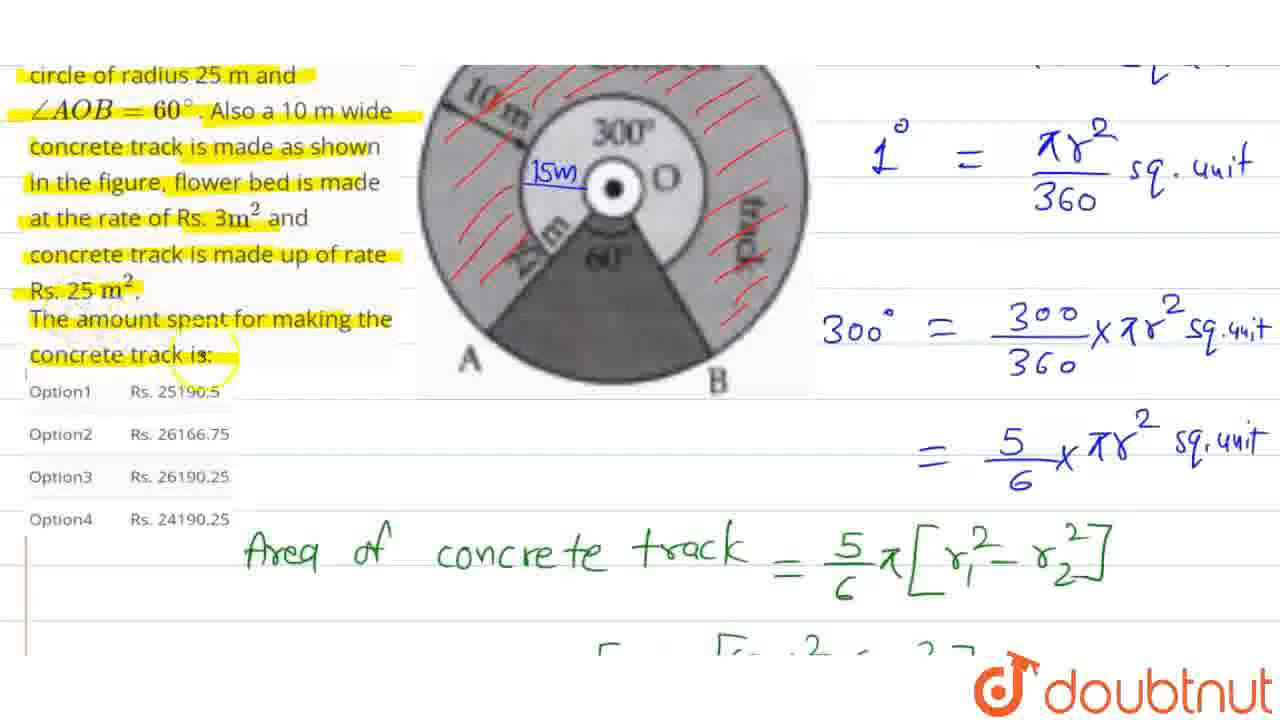 circle of radius 25 m and
∠AOB = 60°. Also a 10 m wide
concrete track is made as shown
in the figure, flower bed is made
at the rate of Rs. 3m² and
concrete track is made up of rate
Rs. 25 m².
The amount spent for making the
concrete track is:
Option1 Rs. 25190.5
Option2 Rs. 26166.75
Option3 Rs. 26190.25
Option4 Rs. 24190.25
10 m
300°
15m
O
25 m
60°
track
A
B
1° = πr²/360 sq. unit
300° = 300/360 × πr² sq. unit
= 5/6 × πr² sq. unit
Area of concrete track = 5/6 π[r₁² – r₂²]
doubtnut